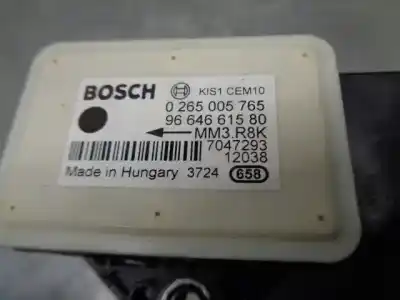 BOSCH KIS1 CEM10
0 265 005 765
96 646 615 80
MM3.R8K
7047293
12038
Made in Hungary 3724 658